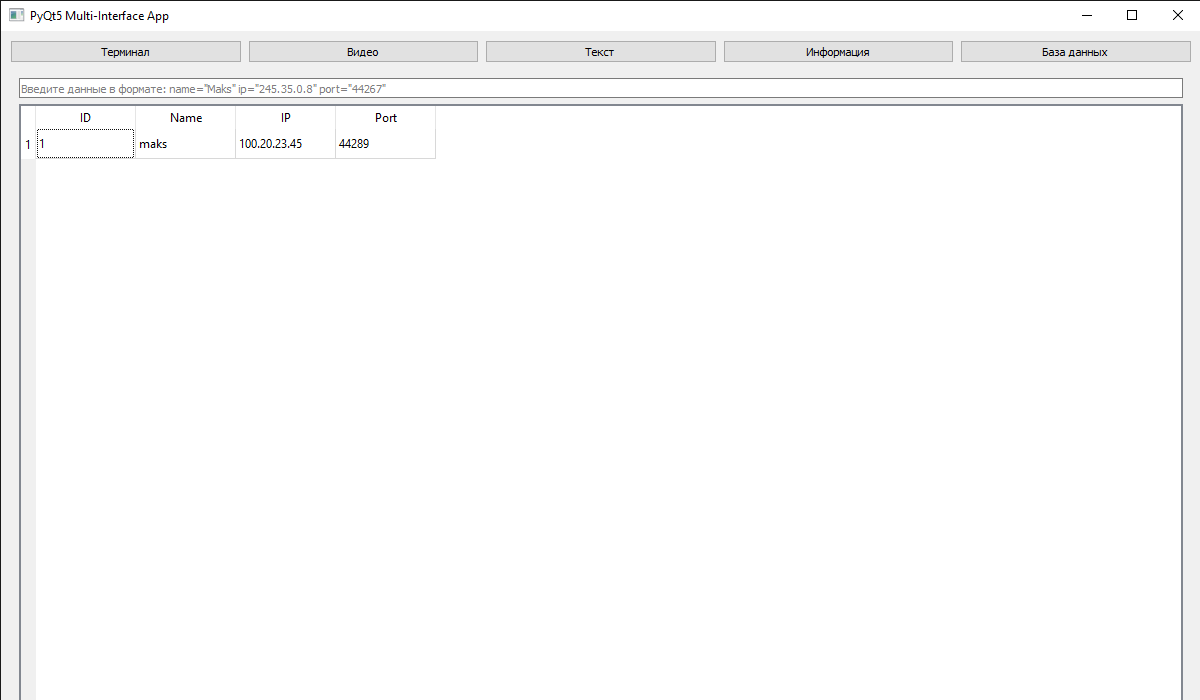 PyQt5 Multi-Interface App
Терминал Видео Текст Информация База данных
Введите данные в формате: name="Maks" ip="245.35.0.8" port="44267"
ID Name IP Port
1 1 maks 100.20.23.45 44289